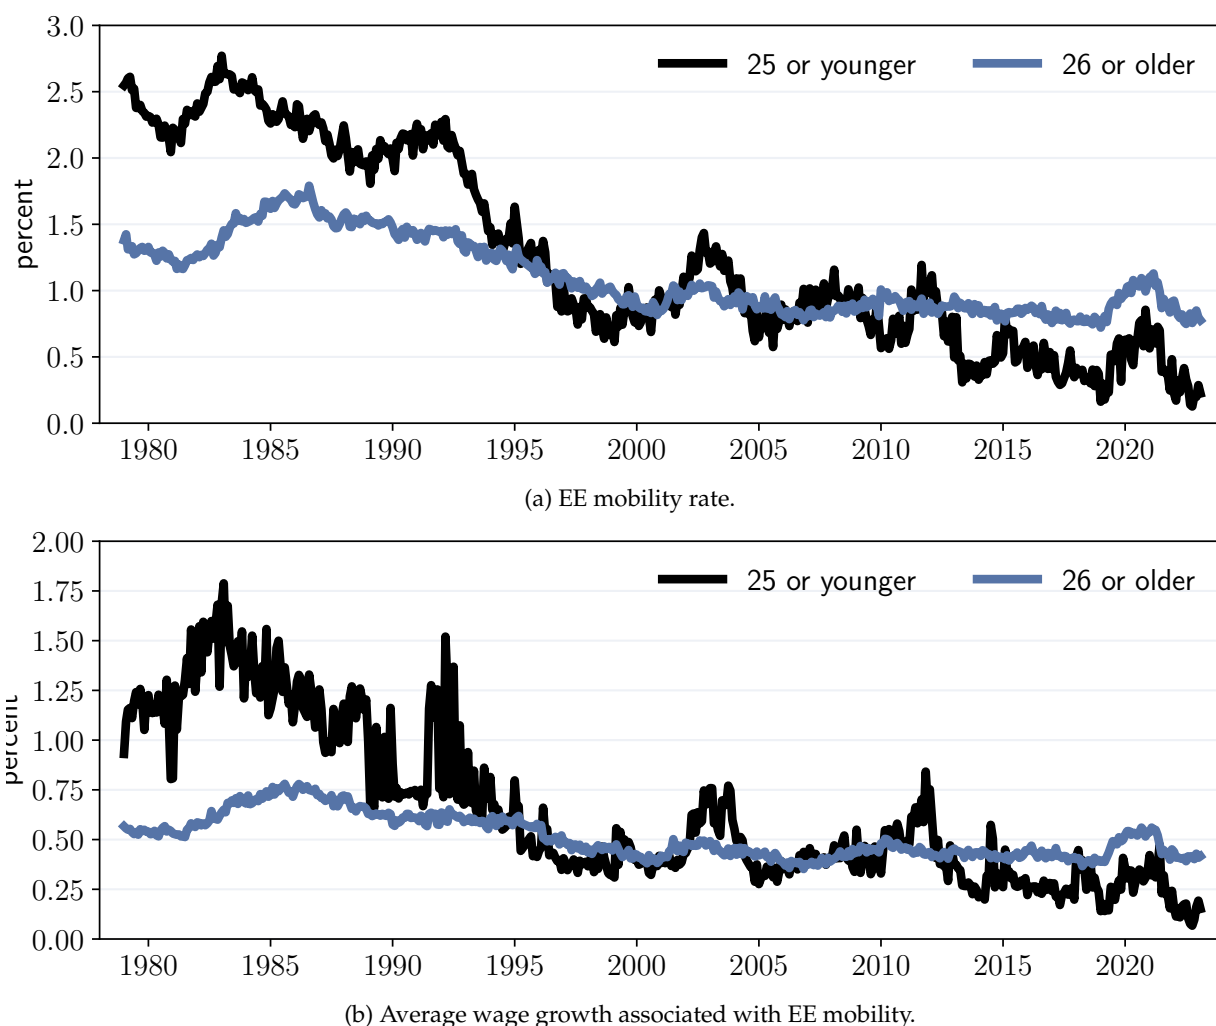 3.0
25 or younger 26 or older
2.5
2.0
percent
1.5
1.0
0.5
0.0
1980 1985 1990 1995 2000 2005 2010 2015 2020
(a) EE mobility rate.
2.00
25 or younger 26 or older
1.75
1.50
1.25
percent
1.00
0.75
0.50
0.25
0.00
1980 1985 1990 1995 2000 2005 2010 2015 2020
(b) Average wage growth associated with EE mobility.